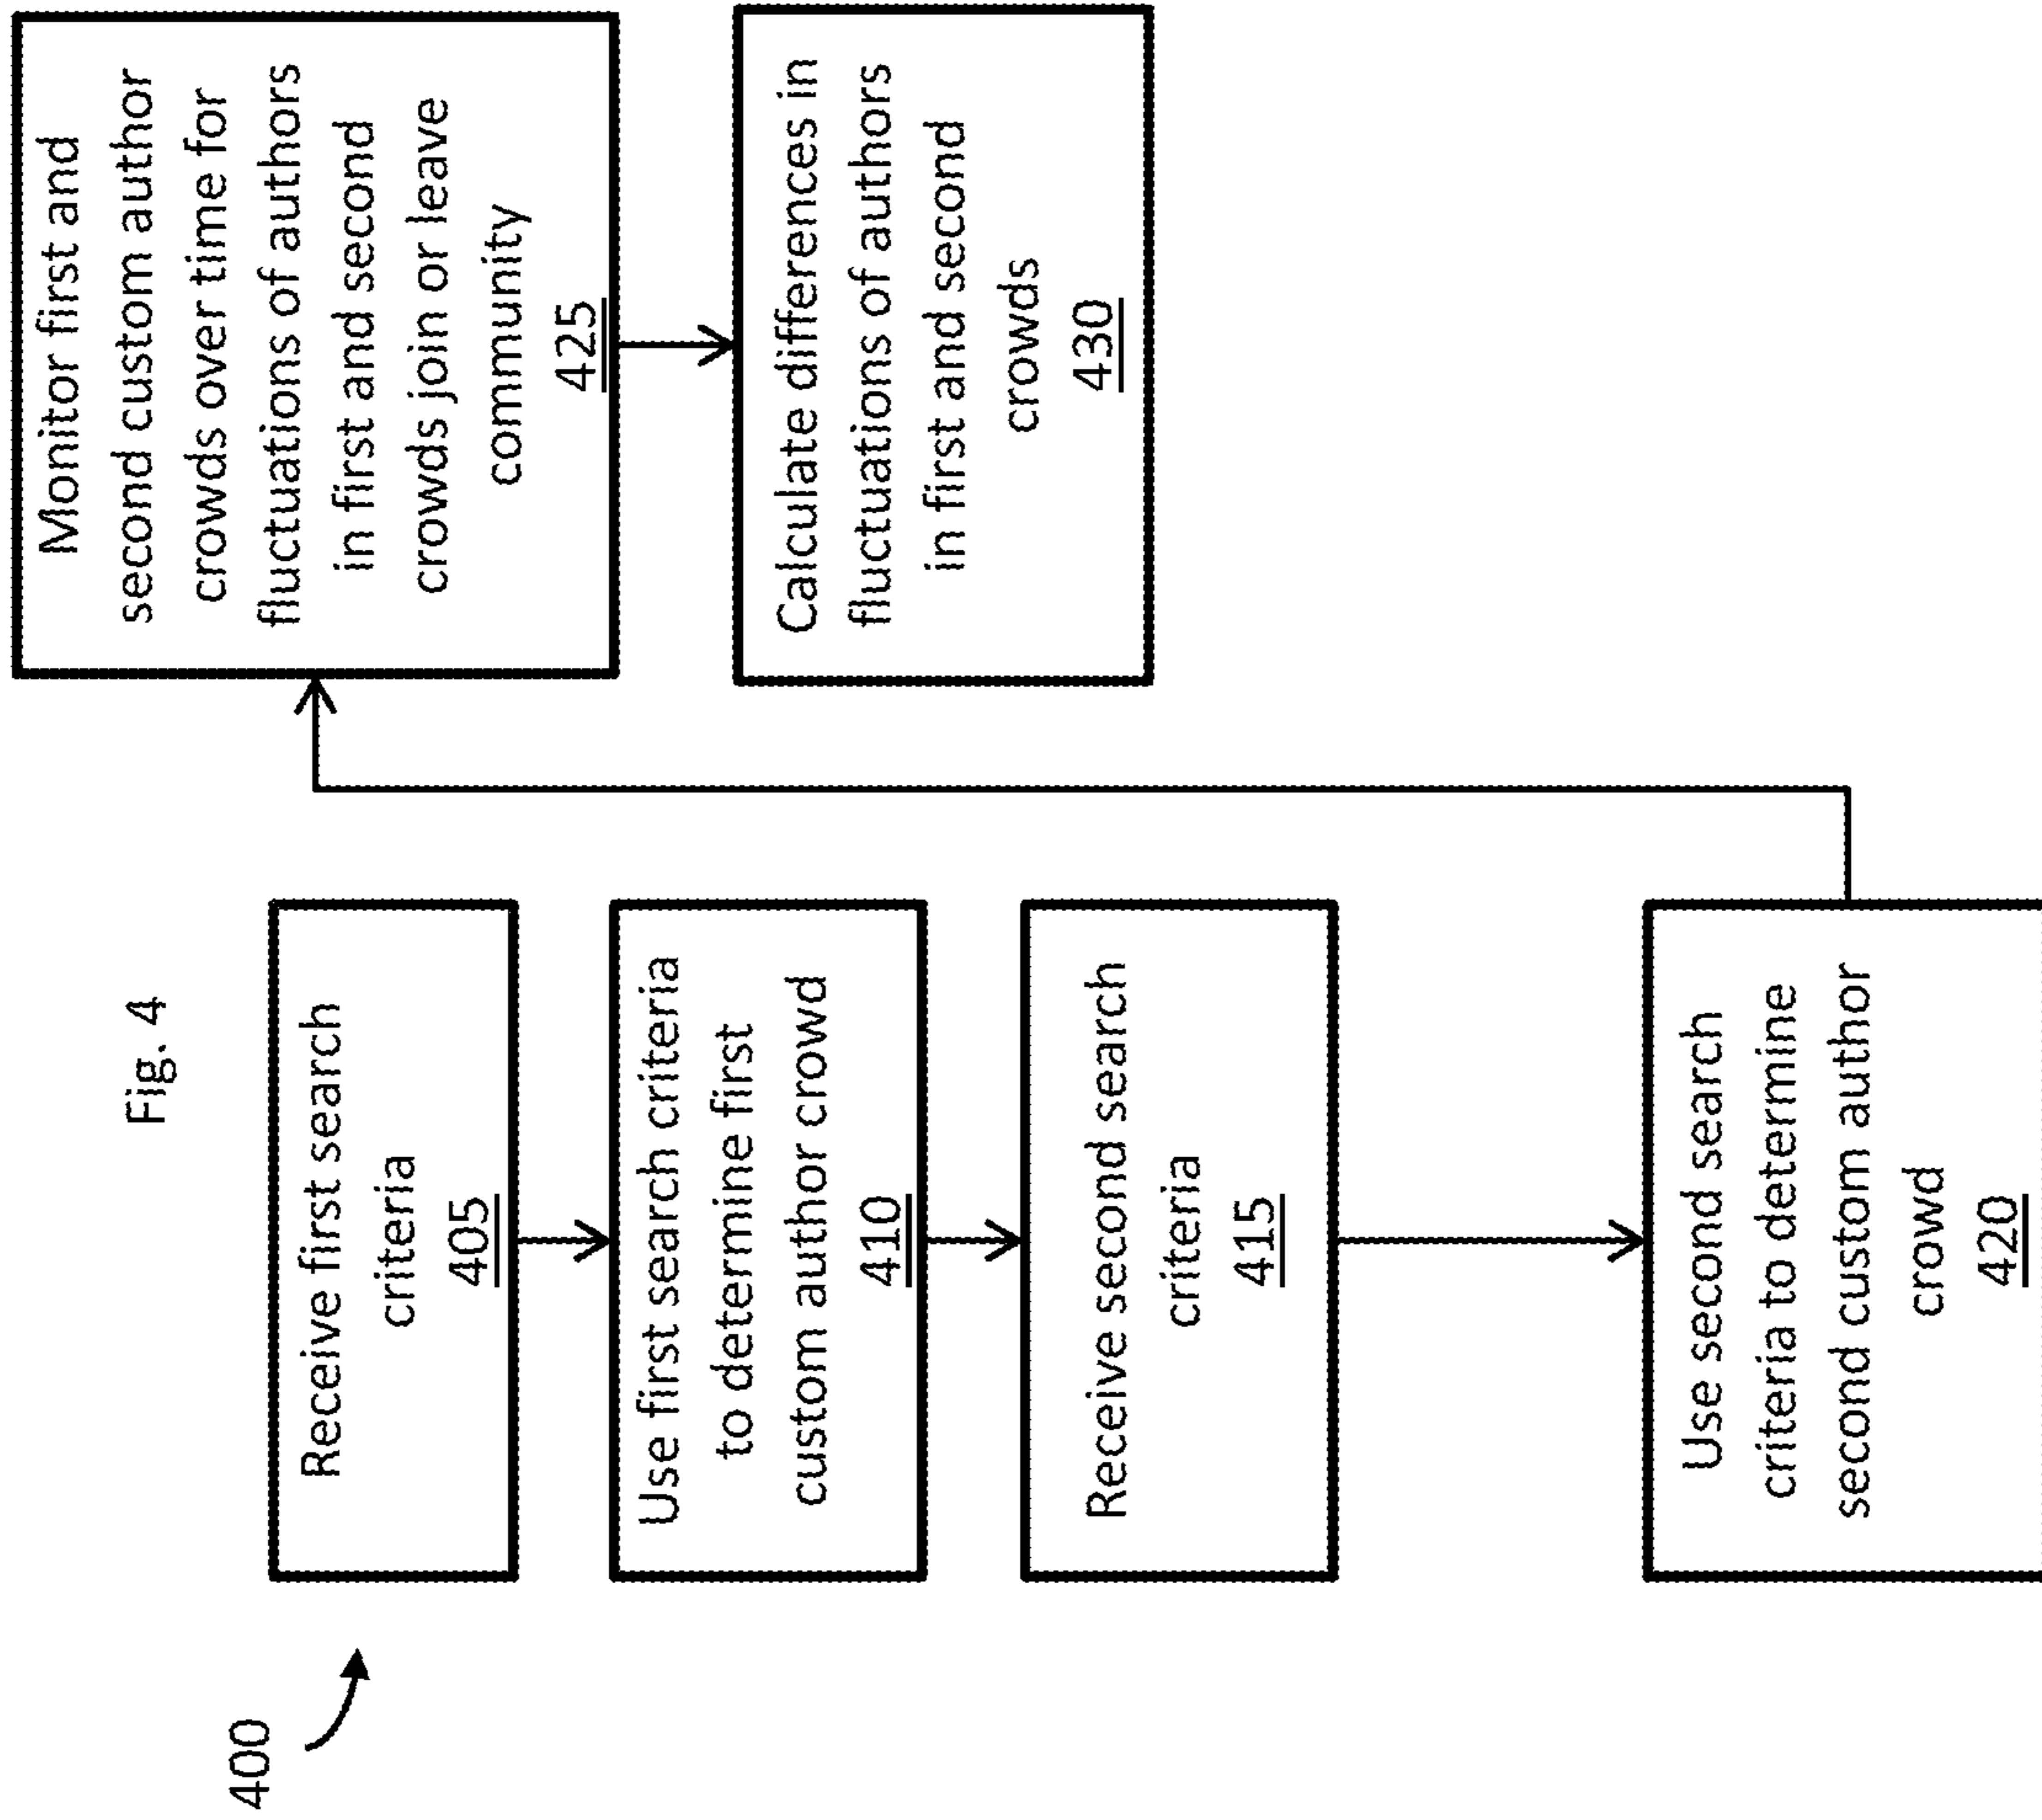 Fig. 4
400
Receive first search
criteria
405
Use first search criteria
to determine first
custom author crowd
410
Receive second search
criteria
415
Use second search
criteria to determine
second custom author
crowd
420
Monitor first and
second custom author
crowds over time for
fluctuations of authors
in first and second
crowds join or leave
community
425
Calculate differences in
fluctuations of authors
in first and second
crowds
430